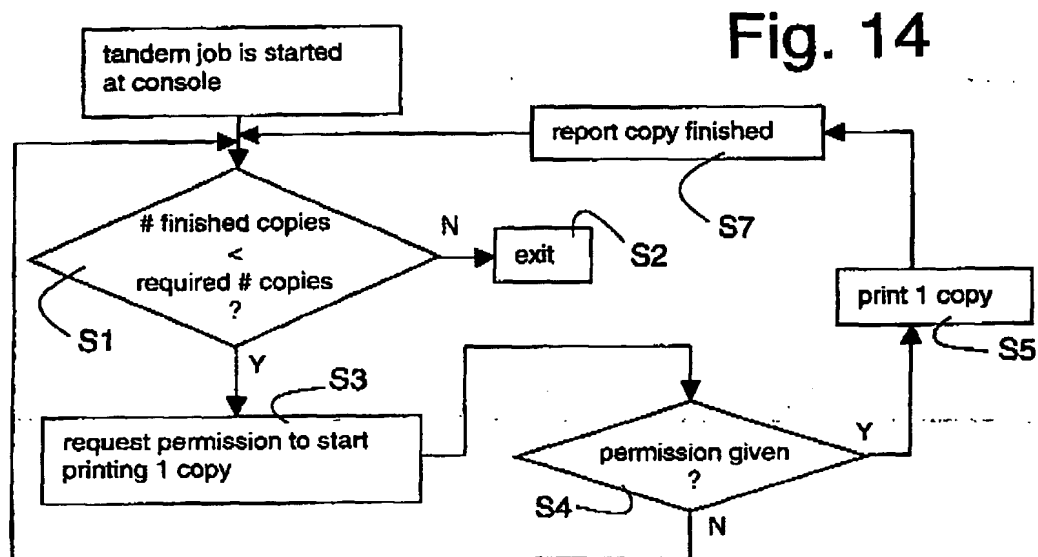 Fig. 14
tandem job is started
at console
report copy finished
S7
# finished copies
<
required # copies
?
S1
N
exit
S2
print 1 copy
S5
Y
S3
request permission to start
printing 1 copy
permission given
?
Y
S4
N